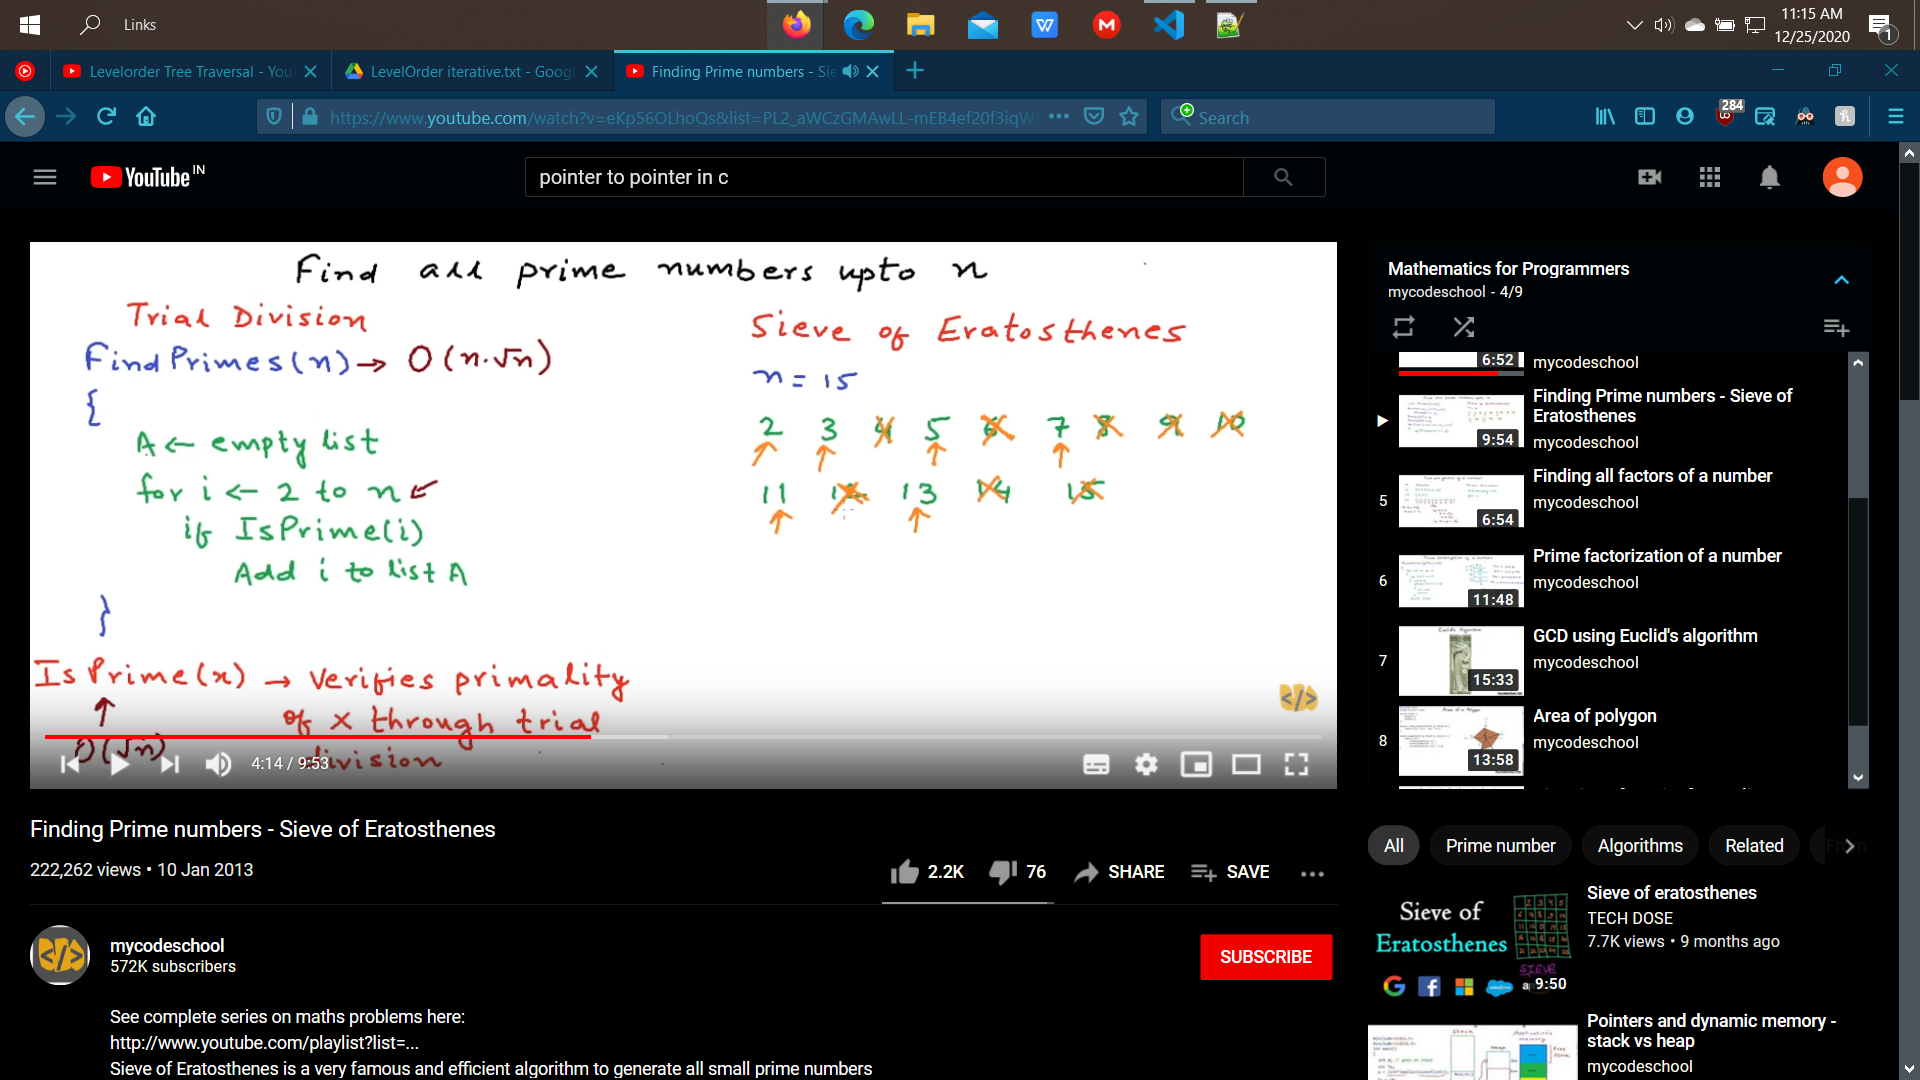 Links
11:15 AM
12/25/2020
1
Levelorder Tree Traversal - You
LevelOrder iterative.txt - Goog
Finding Prime numbers - Sie
https://www.youtube.com/watch?v=eKp56OLhoQs&list=PL2_aWCzGMAwLL-mEB4ef20f3iqW
Search
284
YouTube IN
pointer to pointer in c
Find all prime numbers upto n
Trial Division
FindPrimes(n) → O(n.√n)
{
A ← empty list
for i ← 2 to n
if IsPrime(i)
Add i to list A
}
IsPrime(x) → verifies primality
of x through trial
division
O(√n)
Sieve of Eratosthenes
n = 15
2 3 4 5 6 7 8 9 10
11 12 13 14 15
4:14 / 9:53
Mathematics for Programmers
mycodeschool - 4/9
6:52
mycodeschool
Finding Prime numbers - Sieve of
Eratosthenes
9:54
mycodeschool
5
Finding all factors of a number
6:54
mycodeschool
6
Prime factorization of a number
11:48
mycodeschool
7
GCD using Euclid's algorithm
15:33
mycodeschool
8
Area of polygon
13:58
mycodeschool
Finding Prime numbers - Sieve of Eratosthenes
222,262 views • 10 Jan 2013
2.2K
76
SHARE
SAVE
mycodeschool
572K subscribers
SUBSCRIBE
See complete series on maths problems here:
http://www.youtube.com/playlist?list=...
Sieve of Eratosthenes is a very famous and efficient algorithm to generate all small prime numbers
All
Prime number
Algorithms
Related
Sieve of
Eratosthenes
SIEVE
9:50
Sieve of eratosthenes
TECH DOSE
7.7K views • 9 months ago
Pointers and dynamic memory -
stack vs heap
mycodeschool